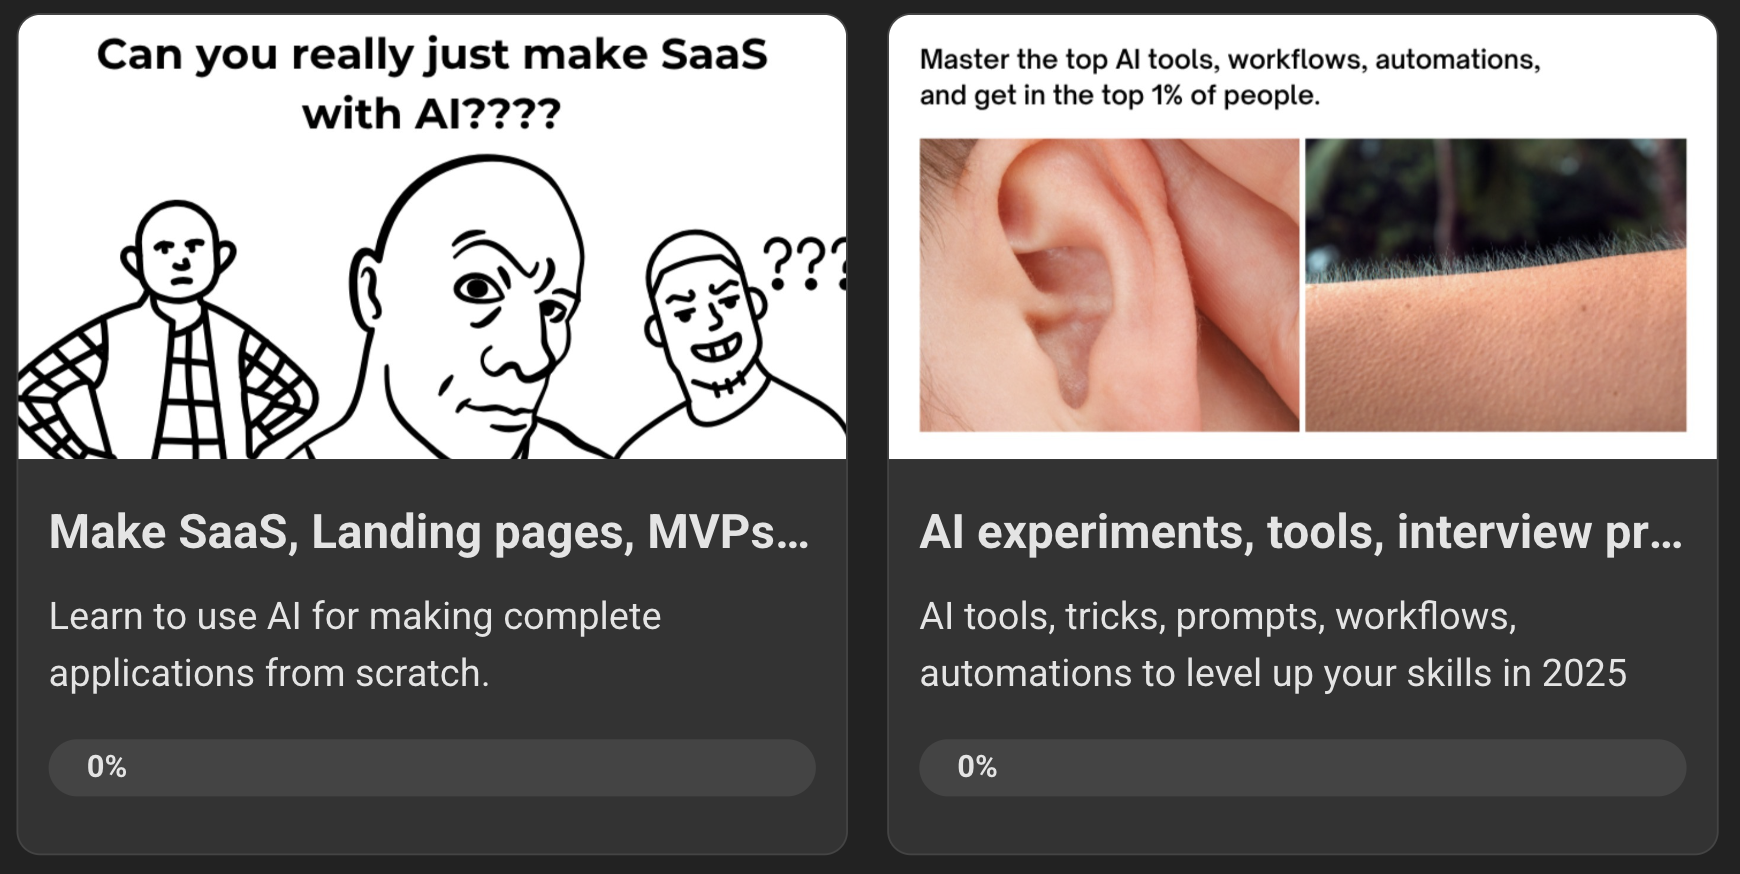 Can you really just make SaaS
with AI????
???
Make SaaS, Landing pages, MVPs...
Learn to use AI for making complete
applications from scratch.
0%
Master the top AI tools, workflows, automations,
and get in the top 1% of people.
AI experiments, tools, interview pr...
AI tools, tricks, prompts, workflows,
automations to level up your skills in 2025
0%